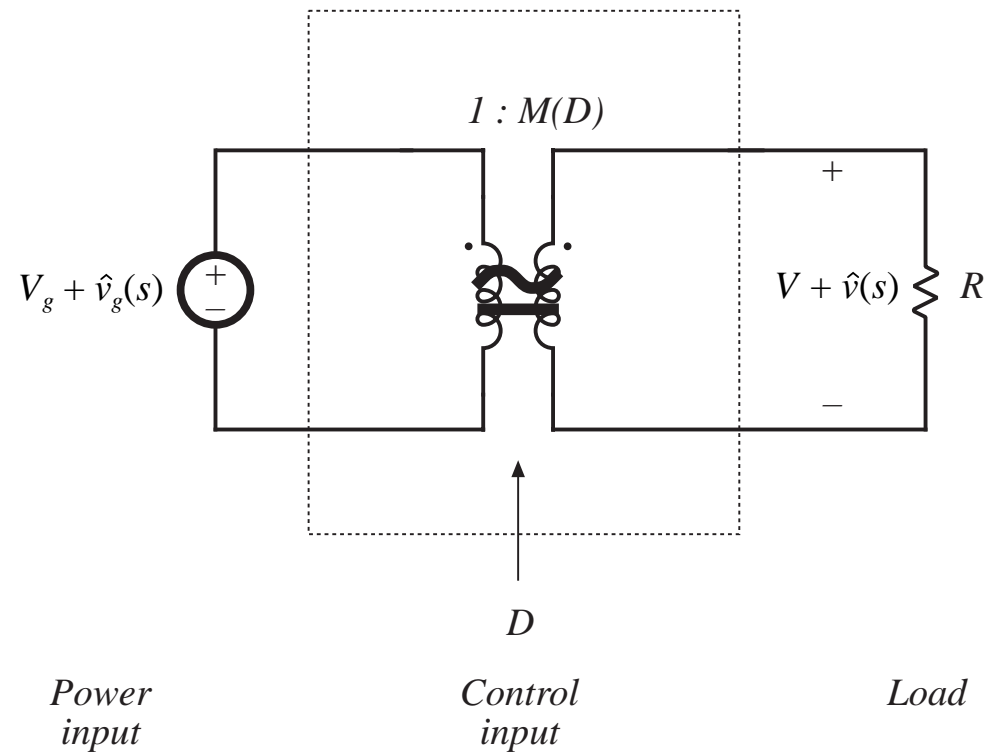 1 : M(D)
+
+
–
V_g + v̂_g(s)
V + v̂(s)
R
–
D
Power input
Control input
Load